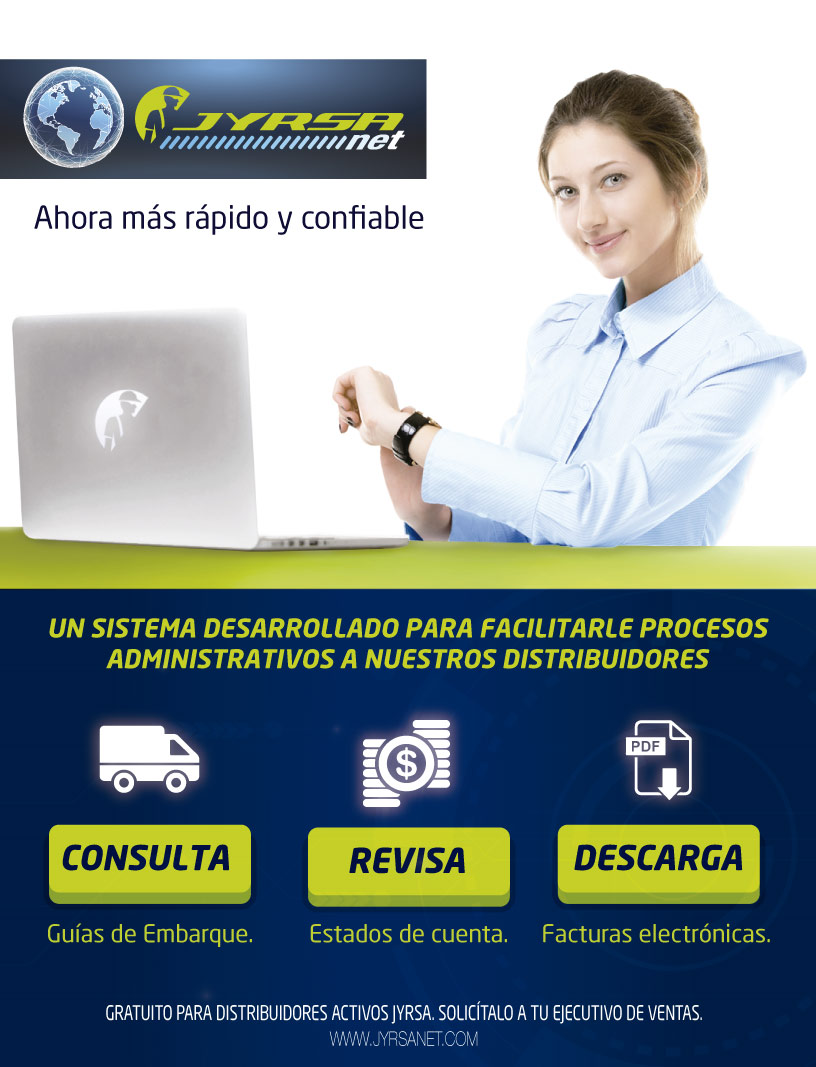 JYRSA
net
Ahora más rápido y confiable
UN SISTEMA DESARROLLADO PARA FACILITARLE PROCESOS
ADMINISTRATIVOS A NUESTROS DISTRIBUIDORES
PDF
$
CONSULTA
REVISA
DESCARGA
Guías de Embarque.
Estados de cuenta.
Facturas electrónicas.
GRATUITO PARA DISTRIBUIDORES ACTIVOS JYRSA. SOLICÍTALO A TU EJECUTIVO DE VENTAS.
WWW.JYRSANET.COM